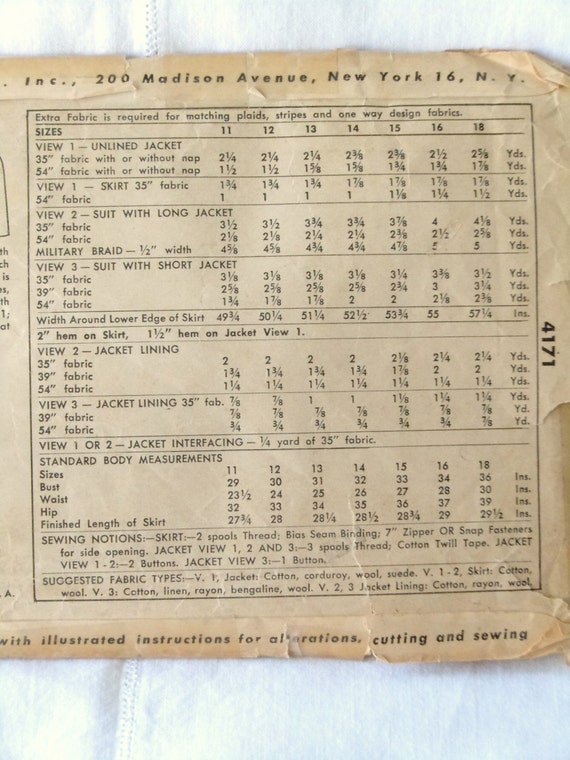 . Inc., 200 Madison Avenue, New York 16, N. Y.
Extra Fabric is required for matching plaids, stripes and one way design fabrics.
SIZES 11 12 13 14 15 16 18
VIEW 1 – UNLINED JACKET
35" fabric with or without nap 2¼ 2¼ 2¼ 2⅜ 2⅜ 2½ 2⅝ Yds.
54" fabric with or without nap 1½ 1½ 1⅝ 1⅝ 1¾ 1¾ 1⅞ Yds.
VIEW 1 – SKIRT 35" fabric 1¾ 1¾ 1¾ 1⅞ 1⅞ 1⅞ 1⅞ Yds.
54" fabric 1 1 1 1 1⅛ 1¼ 1½ Yds.
VIEW 2 – SUIT WITH LONG JACKET
35" fabric 3½ 3½ 3¾ 3¾ 3⅞ 4 4⅛ Yds.
54" fabric 2⅛ 2⅛ 2¼ 2¼ 2⅜ 2½ 2⅝ Yds.
MILITARY BRAID – ½" width 4⅝ 4⅝ 4¾ 4¾ 4⅞ 5 5 Yds.
VIEW 3 – SUIT WITH SHORT JACKET
35" fabric 3⅛ 3⅛ 3⅛ 3⅛ 3¼ 3⅜ 3½ Yds.
39" fabric 2⅝ 2⅝ 2⅝ 2⅝ 2¾ 3 3¼ Yds.
54" fabric 1¾ 1⅞ 1⅞ 2 2 2⅛ 2⅜ Yds.
Width Around Lower Edge of Skirt 49¾ 50¼ 51¼ 52½ 53¾ 55 57¼ Ins.
2" hem on Skirt, 1½" hem on Jacket View 1.
VIEW 2 – JACKET LINING
35" fabric 2 2 2 2 2⅛ 2¼ 2¼ Yds.
39" fabric 1¾ 1¾ 1¾ 1¾ 1⅞ 2 2 Yds.
54" fabric 1¼ 1¼ 1¼ 1¼ 1¼ 1¼ 1¼ Yds.
VIEW 3 – JACKET LINING 35" fab. ⅞ ⅞ 1 1 1⅛ 1¼ 1¼ Yds.
39" fabric ⅞ ⅞ ⅞ ⅞ ⅞ ⅞ ⅞ Yd.
54" fabric ¾ ¾ ¾ ¾ ¾ ¾ ¾ Yd.
VIEW 1 OR 2 – JACKET INTERFACING – ¼ yard of 35" fabric.
STANDARD BODY MEASUREMENTS
Sizes 11 12 13 14 15 16 18
Bust 29 30 31 32 33 34 36 Ins.
Waist 23½ 24 25 26 27 28 30 Ins.
Hip 32 33 34 35 36 37 39 Ins.
Finished Length of Skirt 27¾ 28 28¼ 28½ 28¾ 29 29½ Ins.
SEWING NOTIONS:–SKIRT:–2 spools Thread; Bias Seam Binding; 7" Zipper OR Snap Fasteners
for side opening. JACKET VIEW 1, 2 AND 3:–3 spools Thread; Cotton Twill Tape. JACKET
VIEW 1 - 2:–2 Buttons. JACKET VIEW 3:–1 Button.
SUGGESTED FABRIC TYPES:–V. 1, Jacket: Cotton, corduroy, wool, suede. V. 1 - 2, Skirt: Cotton,
wool. V. 3: Cotton, linen, rayon, bengaline, wool. V. 2, 3 Jacket Lining: Cotton, rayon, wool.
4171
th
ch
is
es,
th
1;
at
. A.
with illustrated instructions for alterations, cutting and sewing